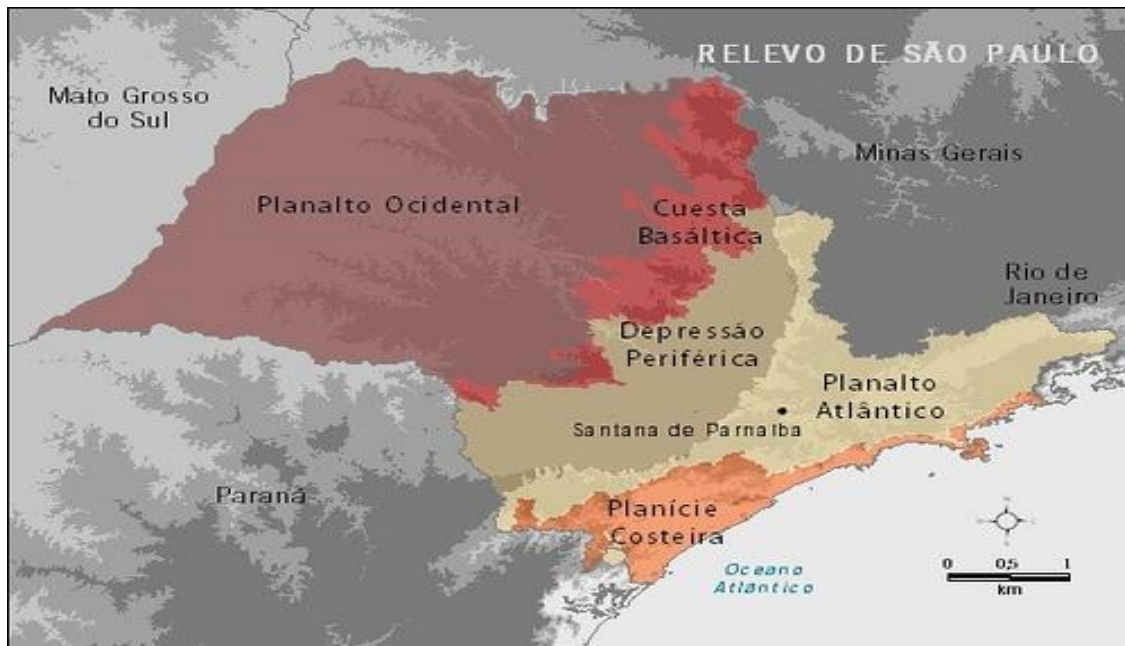 RELEVO DE SÃO PAULO
Mato Grosso
do Sul
Minas Gerais
Planalto Ocidental
Cuesta
Basáltica
Rio de
Janeiro
Depressão
Periférica
Planalto
Atlântico
Santana de Parnaíba
Paraná
Planície
Costeira
Oceano
Atlântico
0 0,5 1
km